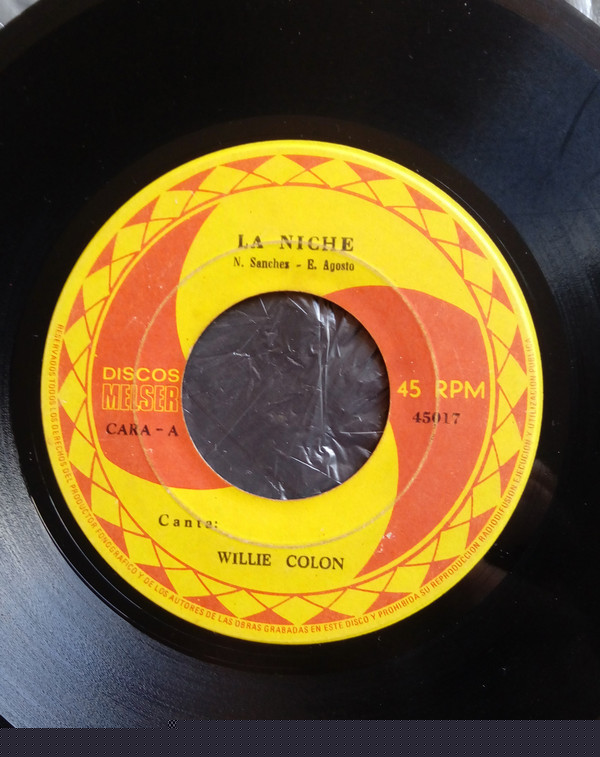 LA NICHE
N. Sanchez - E. Agosto
DISCOS
MELSER
CARA - A
45 RPM
45017
Canta:
WILLIE COLON
RESERVADOS TODOS LOS DERECHOS DEL PRODUCTOR FONOGRAFICO Y DE LOS AUTORES DE LAS OBRAS GRABADAS EN ESTE DISCO Y PROHIBIDA SU REPRODUCCION RADIODIFUSION EJECUCION Y UTILIZACION PUBLICA